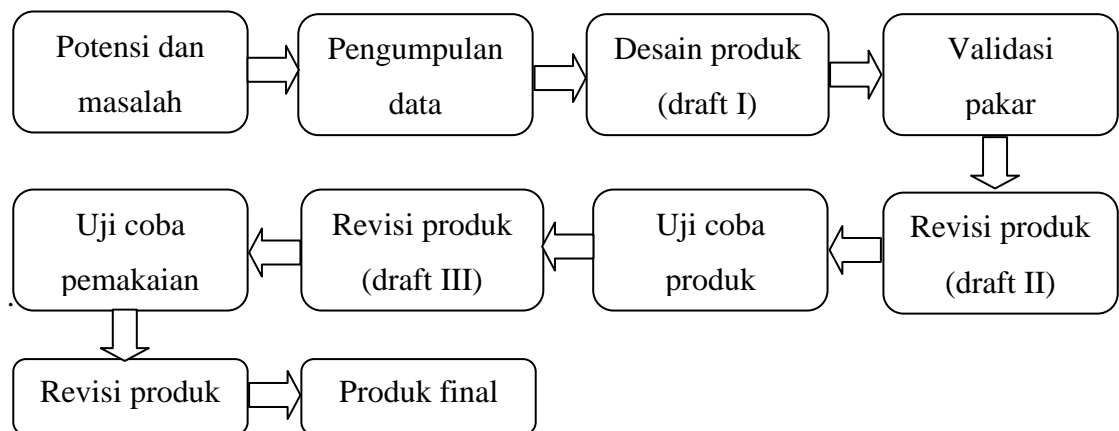 Potensi dan
masalah
Pengumpulan
data
Desain produk
(draft I)
Validasi
pakar
Revisi produk
(draft II)
Uji coba
produk
Revisi produk
(draft III)
Uji coba
pemakaian
.
Revisi produk
Produk final